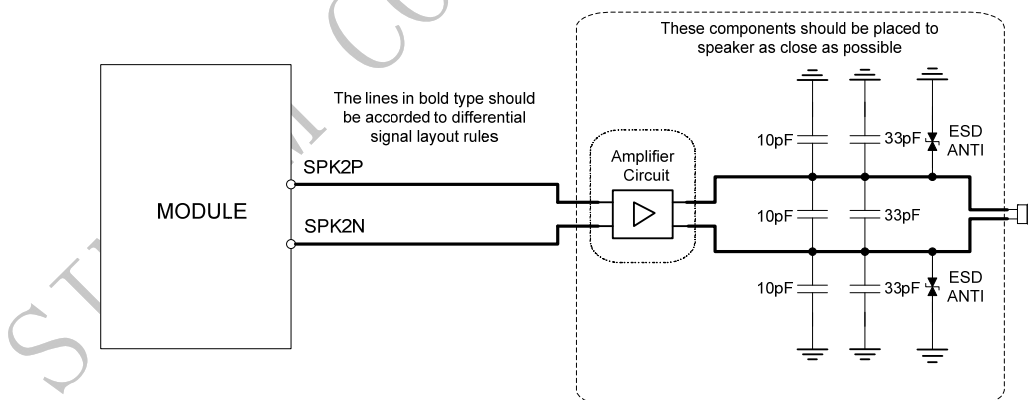 These components should be placed to
speaker as close as possible
The lines in bold type should
be accorded to differential
signal layout rules
10pF
33pF
ESD
ANTI
Amplifier
Circuit
SPK2P
MODULE
10pF
33pF
SPK2N
10pF
33pF
ESD
ANTI